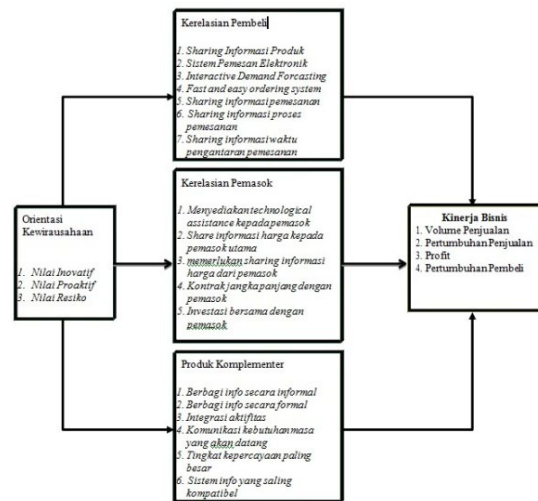 Kerelasian Pembeli
1. Sharing Informasi Produk
2. Sistem Pemesan Elektronik
3. Interactive Demand Forcasting
4. Fast and easy ordering system
5. Sharing informasi pemesanan
6. Sharing informasi proses
pemesanan
7. Sharing informasi waktu
pengantaran pemesanan
Orientasi
Kewirausahaan
1. Nilai Inovatif
2. Nilai Proaktif
3. Nilai Resiko
Kerelasian Pemasok
1. Menyediakan technological
assistance kepada pemasok
2. Share informasi harga kepada
pemasok utama
3. memerlukan sharing informasi
harga dari pemasok
4. Kontrak jangka panjang dengan
pemasok
5. Investasi bersama dengan
pemasok
Kinerja Bisnis
1. Volume Penjualan
2. Pertumbuhan Penjualan
3. Profit
4. Pertumbuhan Pembeli
Produk Komplementer
1. Berbagi info secara informal
2. Berbagi info secara formal
3. Integrasi aktifitas
4. Komunikasi kebutuhan masa
yang akan datang
5. Tingkat kepercayaan paling
besar
6. Sistem info yang saling
kompatibel